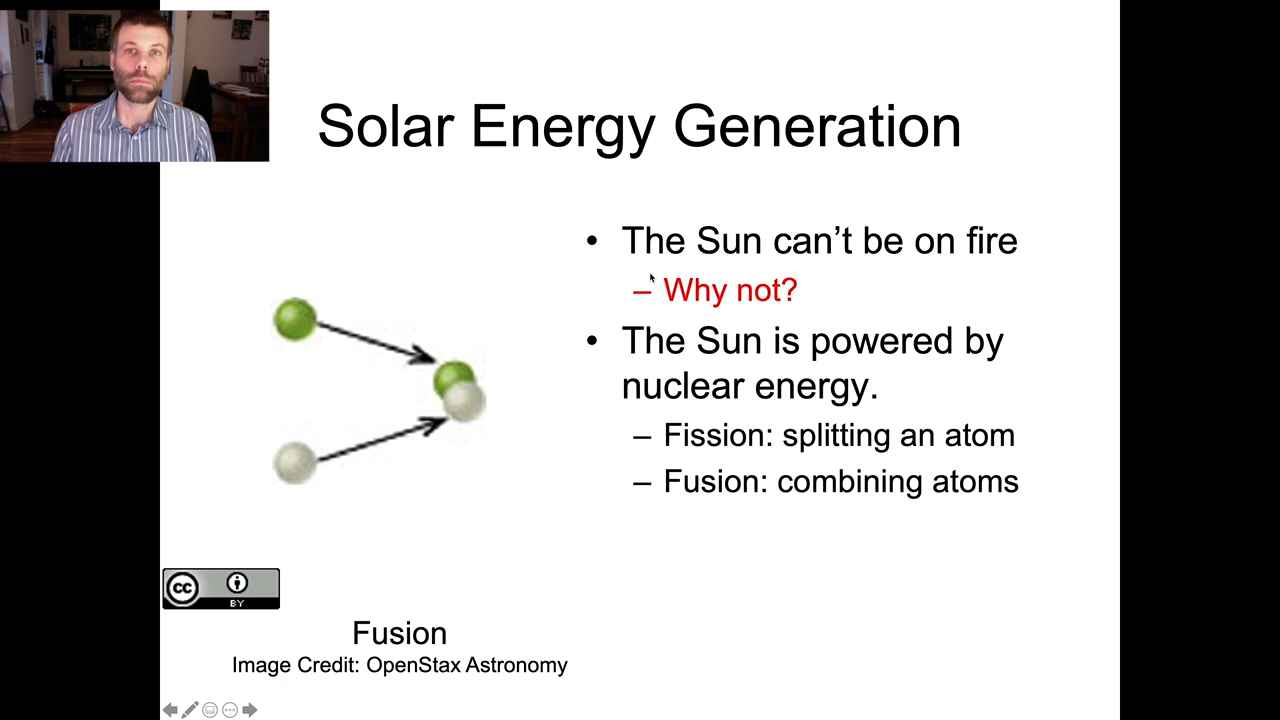 Solar Energy Generation
• The Sun can’t be on fire
– Why not?
• The Sun is powered by
nuclear energy.
– Fission: splitting an atom
– Fusion: combining atoms
cc
BY
Fusion
Image Credit: OpenStax Astronomy